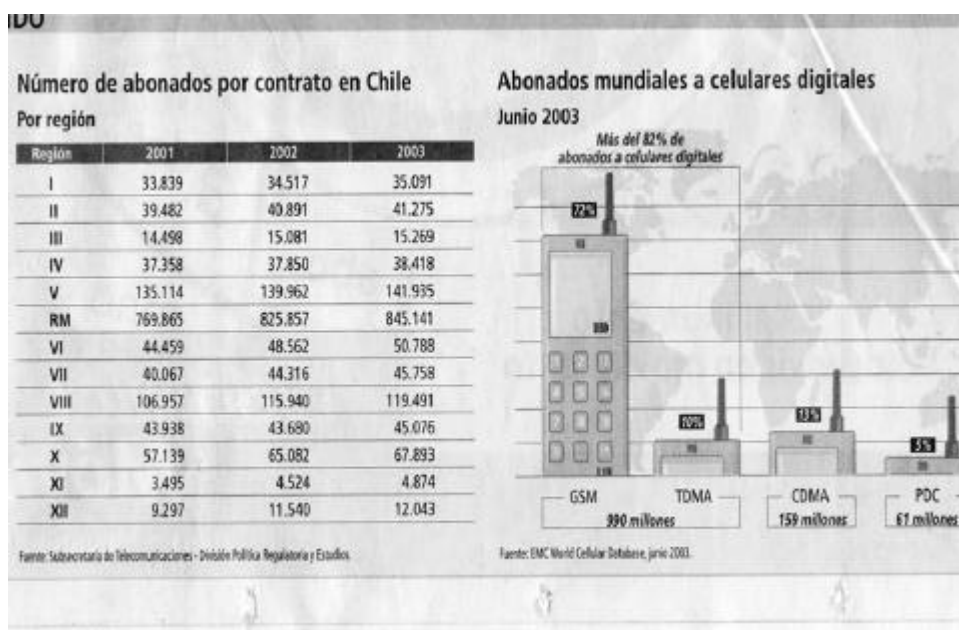 Número de abonados por contrato en Chile
Por región
Región 2001 2002 2003
I 33.839 34.517 35.091
II 39.482 40.891 41.275
III 14.498 15.081 15.269
IV 37.358 37.850 38.418
V 135.114 139.962 141.935
RM 769.865 825.857 845.141
VI 44.459 48.562 50.788
VII 40.067 44.316 45.758
VIII 106.957 115.940 119.491
IX 43.938 43.680 45.076
X 57.139 65.082 67.893
XI 3.495 4.524 4.874
XII 9.297 11.540 12.043
Fuente: Subsecretaría de Telecomunicaciones - División Política Regulatoria y Estudios.
Abonados mundiales a celulares digitales
Junio 2003
Más del 82% de
abonados a celulares digitales
72%
10%
13%
5%
GSM TDMA CDMA PDC
990 millones 159 millones 61 millones
Fuente: EMC World Cellular Database, junio 2003.